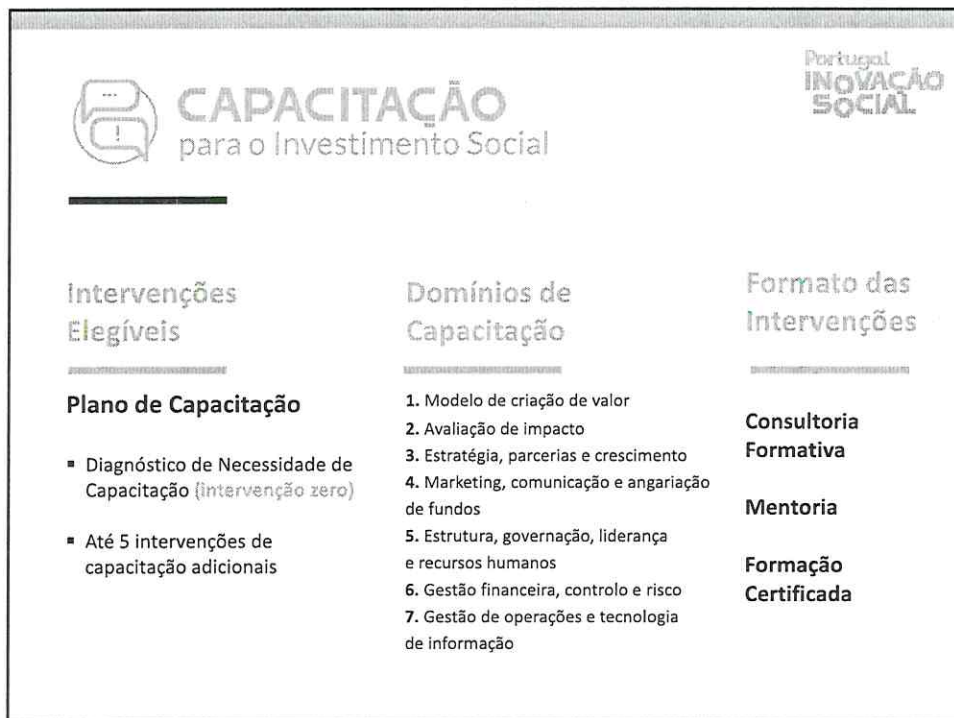 Portugal
INOVAÇÃO
SOCIAL
CAPACITAÇÃO
para o Investimento Social
Intervenções
Elegíveis
Plano de Capacitação
▪ Diagnóstico de Necessidade de
Capacitação (intervenção zero)
▪ Até 5 intervenções de
capacitação adicionais
Domínios de
Capacitação
1. Modelo de criação de valor
2. Avaliação de impacto
3. Estratégia, parcerias e crescimento
4. Marketing, comunicação e angariação
de fundos
5. Estrutura, governação, liderança
e recursos humanos
6. Gestão financeira, controlo e risco
7. Gestão de operações e tecnologia
de informação
Formato das
Intervenções
Consultoria
Formativa
Mentoria
Formação
Certificada